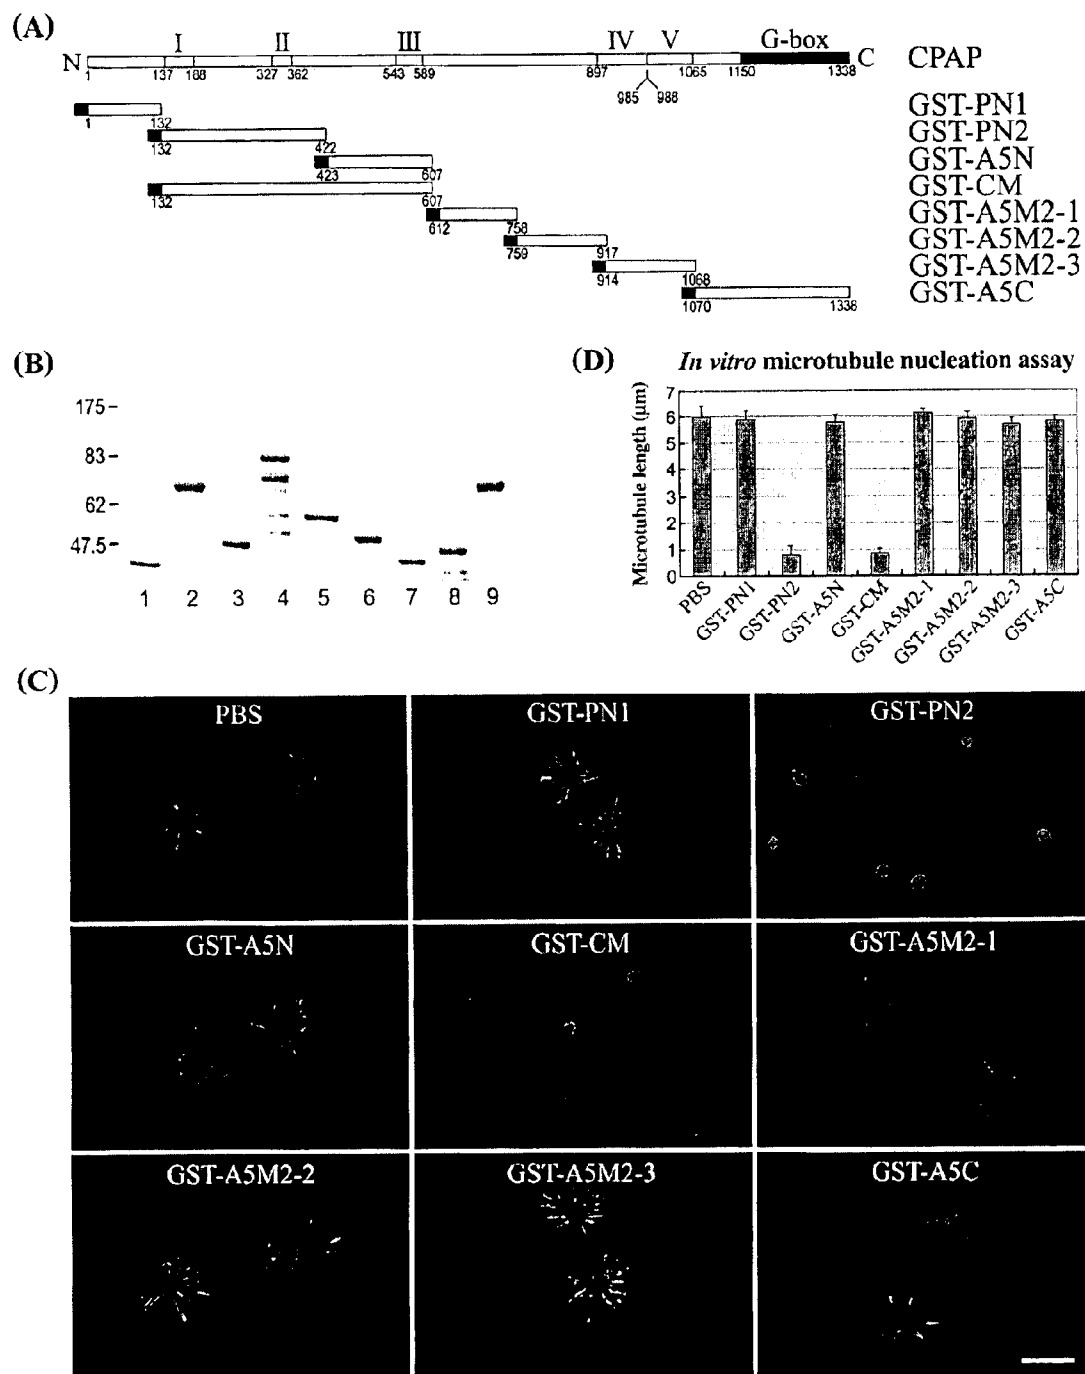 (A)
I II III IV V G-box
N C CPAP
1 137 188 327 362 543 589 897 1065 1150 1338
985 988
GST-PN1
1 132
GST-PN2
132 422
GST-A5N
423 607
GST-CM
132 607
GST-A5M2-1
612 758
GST-A5M2-2
759 917
GST-A5M2-3
914 1068
GST-A5C
1070 1338
(B)
175
83
62
47.5
1 2 3 4 5 6 7 8 9
(D) In vitro microtubule nucleation assay
Microtubule length (μm)
7
6
5
4
3
2
1
0
PBS GST-PN1 GST-PN2 GST-A5N GST-CM GST-A5M2-1 GST-A5M2-2 GST-A5M2-3 GST-A5C
(C)
PBS GST-PN1 GST-PN2
GST-A5N GST-CM GST-A5M2-1
GST-A5M2-2 GST-A5M2-3 GST-A5C